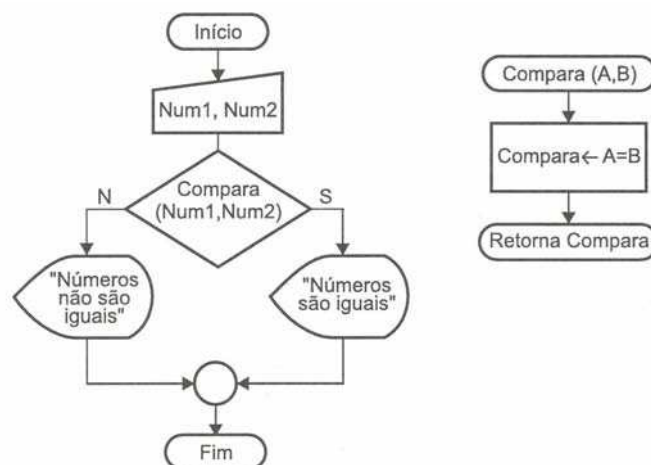 Início
Num1, Num2
N
Compara
(Num1,Num2)
S
"Números
não são
iguais"
"Números
são iguais"
Fim
Compara (A,B)
Compara← A=B
Retorna Compara